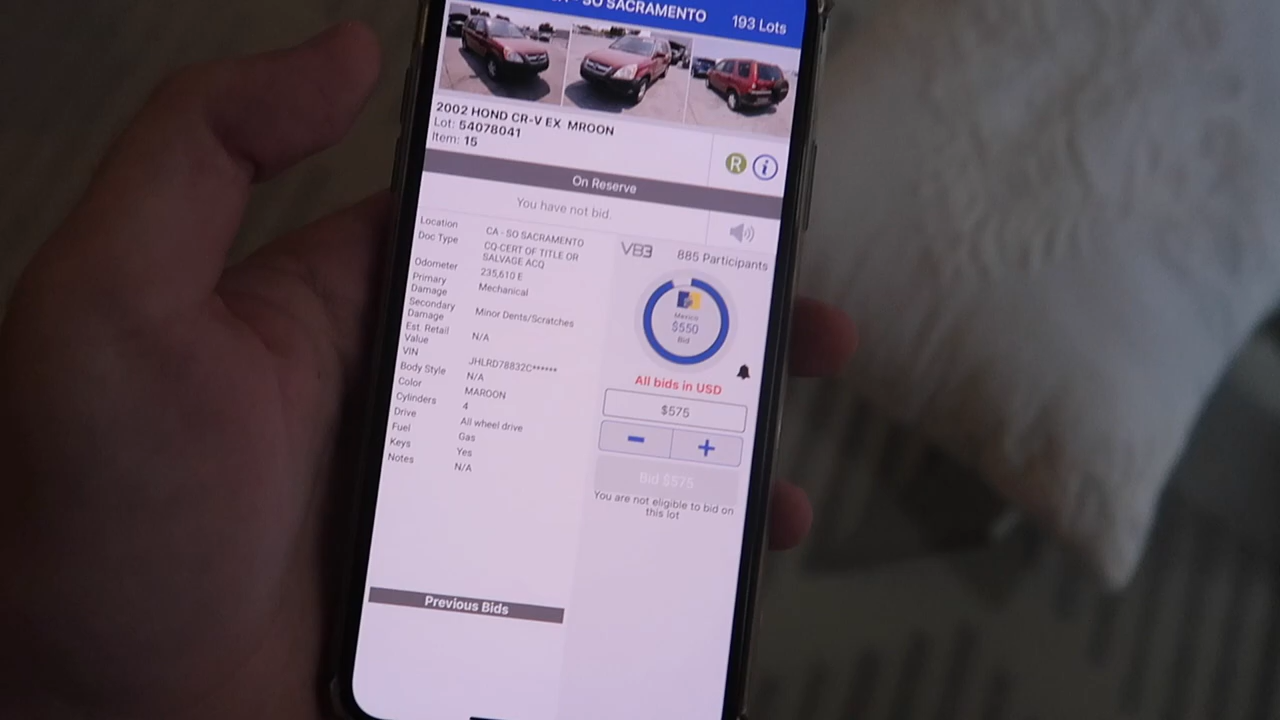 SO SACRAMENTO
193 Lots
2002 HOND CR-V EX MROON
Lot: 54078041
Item: 15
R i
On Reserve
You have not bid.
Location CA - SO SACRAMENTO
Doc Type CQ-CERT OF TITLE OR
SALVAGE ACQ
Odometer 235,610 E
Primary Mechanical
Damage
Secondary Minor Dents/Scratches
Damage
Est. Retail N/A
Value
VIN JHLRD78832C******
Body Style N/A
Color MAROON
Cylinders 4
Drive All wheel drive
Fuel Gas
Keys Yes
Notes N/A
VB3 885 Participants
Mexico
$550
Bid
All bids in USD
$575
Bid $575
You are not eligible to bid on
this lot
Previous Bids